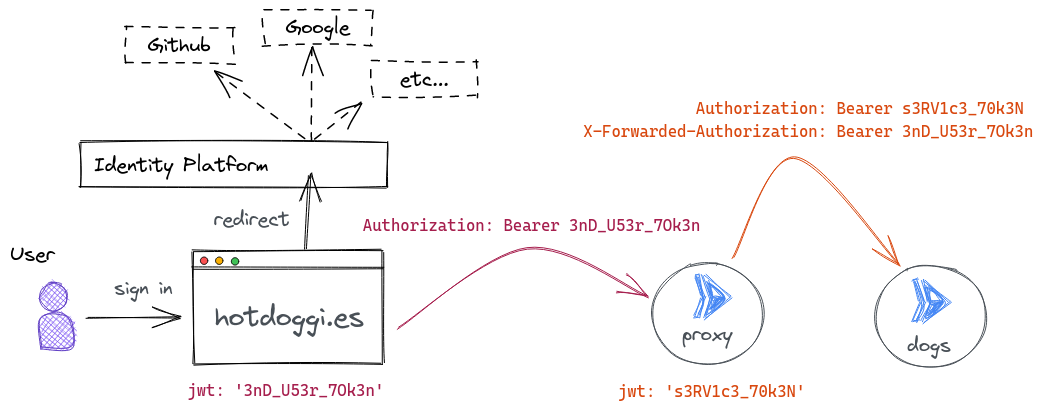 Github
Google
etc...
Authorization: Bearer s3RV1c3_70k3N
X-Forwarded-Authorization: Bearer 3nD_U53r_7Ok3n
Identity Platform
redirect
Authorization: Bearer 3nD_U53r_7Ok3n
User
sign in
hotdoggi.es
proxy
dogs
jwt: '3nD_U53r_7Ok3n'
jwt: 's3RV1c3_70k3N'